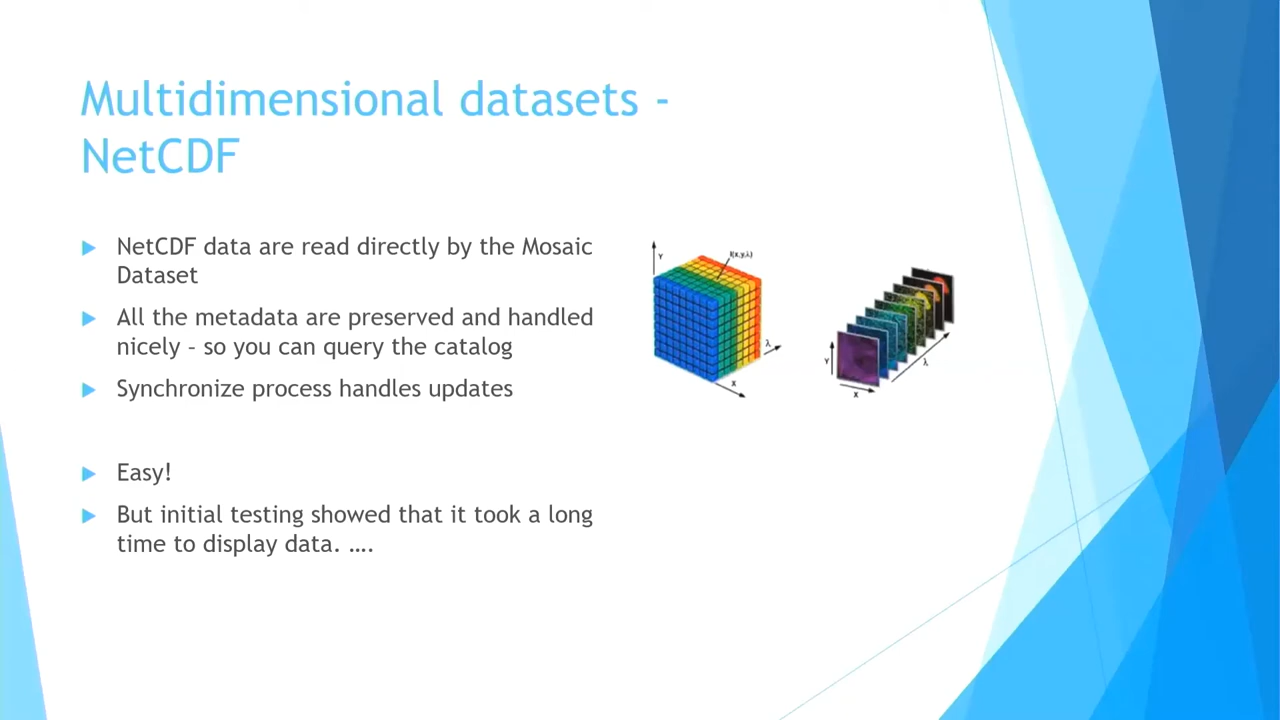 Multidimensional datasets -
NetCDF
NetCDF data are read directly by the Mosaic
Dataset
All the metadata are preserved and handled
nicely – so you can query the catalog
Synchronize process handles updates
Easy!
But initial testing showed that it took a long
time to display data. ….
Y
I(x,y,λ)
λ
X
Y
λ
X